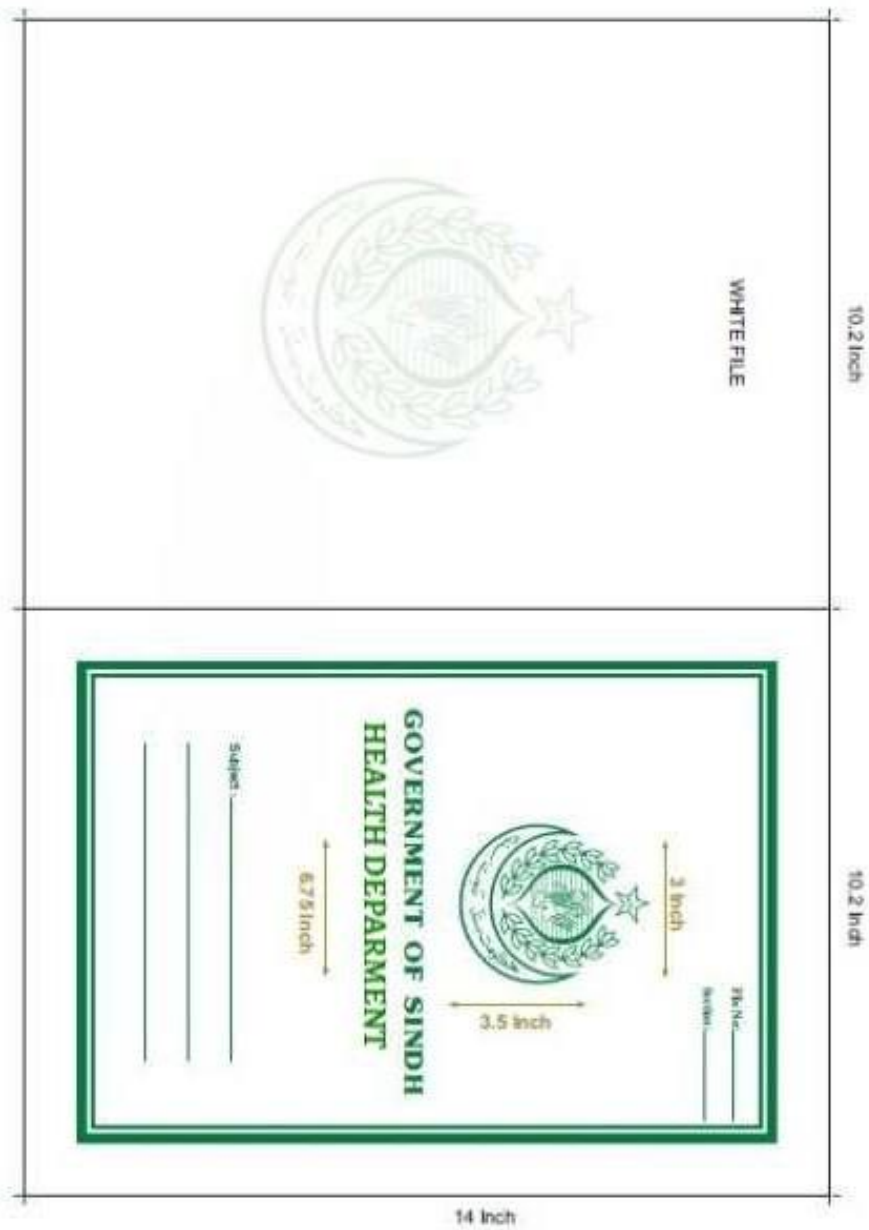 10.2 Inch
WHITE FILE
10.2 Inch
File No:
Section:
3 Inch
3.5 Inch
GOVERNMENT OF SINDH
HEALTH DEPARMENT
6.75 Inch
Subject :
14 Inch